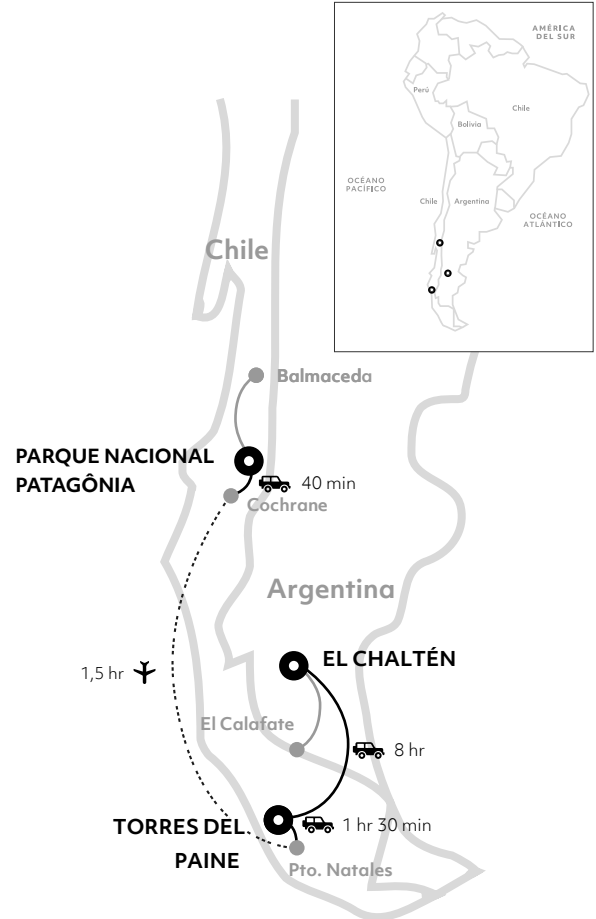 AMÉRICA
DEL SUR
Perú
Chile
Bolivia
OCÉANO
PACÍFICO
Chile
Argentina
OCÉANO
ATLÁNTICO
Chile
Balmaceda
PARQUE NACIONAL
PATAGÔNIA
40 min
Cochrane
Argentina
EL CHALTÉN
1,5 hr
El Calafate
8 hr
TORRES DEL
PAINE
1 hr 30 min
Pto. Natales